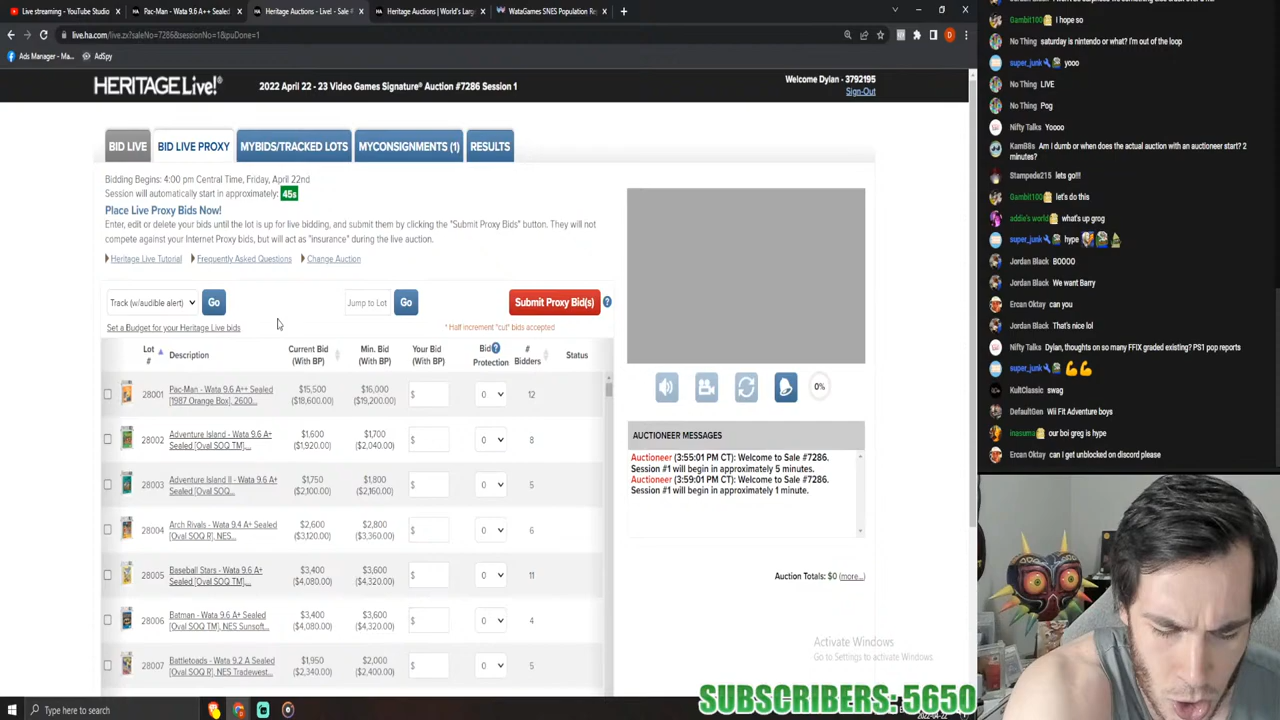 Live streaming - YouTube Studio
Pac-Man - Wata 9.6 A++ Sealed
Heritage Auctions - Live! - Sale
Heritage Auctions | World's Larg
WataGames SNES Population Re
live.ha.com/live.zx?saleNo=7286&sessionNo=1&puDone=1
Ads Manager - Ma...
AdSpy
HERITAGE Live!
2022 April 22 - 23 Video Games Signature® Auction #7286 Session 1
Welcome Dylan - 3792195
Sign-Out
BID LIVE
BID LIVE PROXY
MYBIDS/TRACKED LOTS
MYCONSIGNMENTS (1)
RESULTS
Bidding Begins: 4:00 pm Central Time, Friday, April 22nd
Session will automatically start in approximately: 45s
Place Live Proxy Bids Now!
Enter, edit or delete your bids until the lot is up for live bidding, and submit them by clicking the "Submit Proxy Bids" button. They will not
compete against your Internet Proxy bids, but will act as "insurance" during the live auction.
Heritage Live Tutorial
Frequently Asked Questions
Change Auction
Track (w/audible alert)
Go
Jump to Lot
Go
Submit Proxy Bid(s)
Set a Budget for your Heritage Live bids
* Half increment "cut" bids accepted
Lot #
Description
Current Bid (With BP)
Min. Bid (With BP)
Your Bid (With BP)
Bid Protection
# Bidders
Status
28001
Pac-Man - Wata 9.6 A++ Sealed
[1987 Orange Box], 2600...
$15,500
($18,600.00)
$16,000
($19,200.00)
$
0
12
28002
Adventure Island - Wata 9.6 A+
Sealed [Oval SOQ TM],...
$1,600
($1,920.00)
$1,700
($2,040.00)
$
0
8
28003
Adventure Island II - Wata 9.6 A+
Sealed [Oval SOQ...
$1,750
($2,100.00)
$1,800
($2,160.00)
$
0
5
28004
Arch Rivals - Wata 9.4 A+ Sealed
[Oval SOQ R], NES...
$2,600
($3,120.00)
$2,800
($3,360.00)
$
0
6
28005
Baseball Stars - Wata 9.6 A+
Sealed [Oval SOQ TM],...
$3,400
($4,080.00)
$3,600
($4,320.00)
$
0
11
28006
Batman - Wata 9.6 A+ Sealed
[Oval SOQ TM], NES Sunsoft...
$3,400
($4,080.00)
$3,600
($4,320.00)
$
0
4
28007
Battletoads - Wata 9.2 A Sealed
[Oval SOQ R], NES Tradewest...
$1,950
($2,340.00)
$2,000
($2,400.00)
$
0
5
0%
AUCTIONEER MESSAGES
Auctioneer (3:55:01 PM CT): Welcome to Sale #7286.
Session #1 will begin in approximately 5 minutes.
Auctioneer (3:59:01 PM CT): Welcome to Sale #7286.
Session #1 will begin in approximately 1 minute.
Auction Totals: $0 (more...)
Activate Windows
Go to Settings to activate Windows.
Type here to search
SUBSCRIBERS: 5650
Gambit100 I hope so
No Thing saturday is nintendo or what? I'm out of the loop
super_junk yooo
No Thing LIVE
No Thing Pog
Nifty Talks Yoooo
KamBlis Am I dumb or when does the actual auction with an auctioneer start? 2
minutes?
Stampede215 lets go!!!
Gambit100 let's do this
addie's world what's up grog
super_junk hype
Jordan Black BOOOO
Jordan Black We want Barry
Ercan Oktay can you
Jordan Black That's nice lol
Nifty Talks Dylan, thoughts on so many FFIX graded existing? PS1 pop reports
super_junk
KultClassic swag
DefaultGen Wii Fit Adventure boys
inasuma our boi greg is hype
Ercan Oktay can I get unblocked on discord please